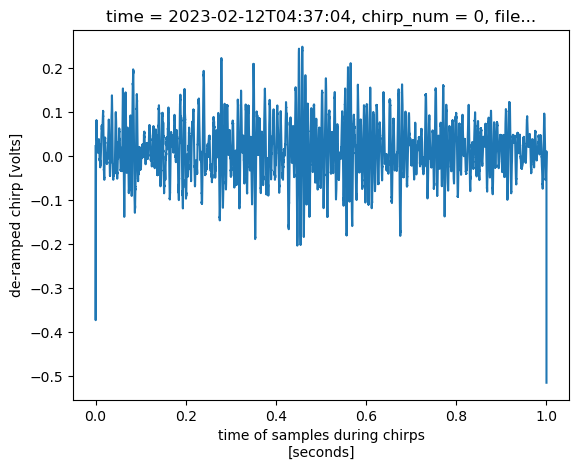 time = 2023-02-12T04:37:04, chirp_num = 0, file...
de-ramped chirp [volts]
0.2
0.1
0.0
−0.1
−0.2
−0.3
−0.4
−0.5
0.0 0.2 0.4 0.6 0.8 1.0
time of samples during chirps
[seconds]